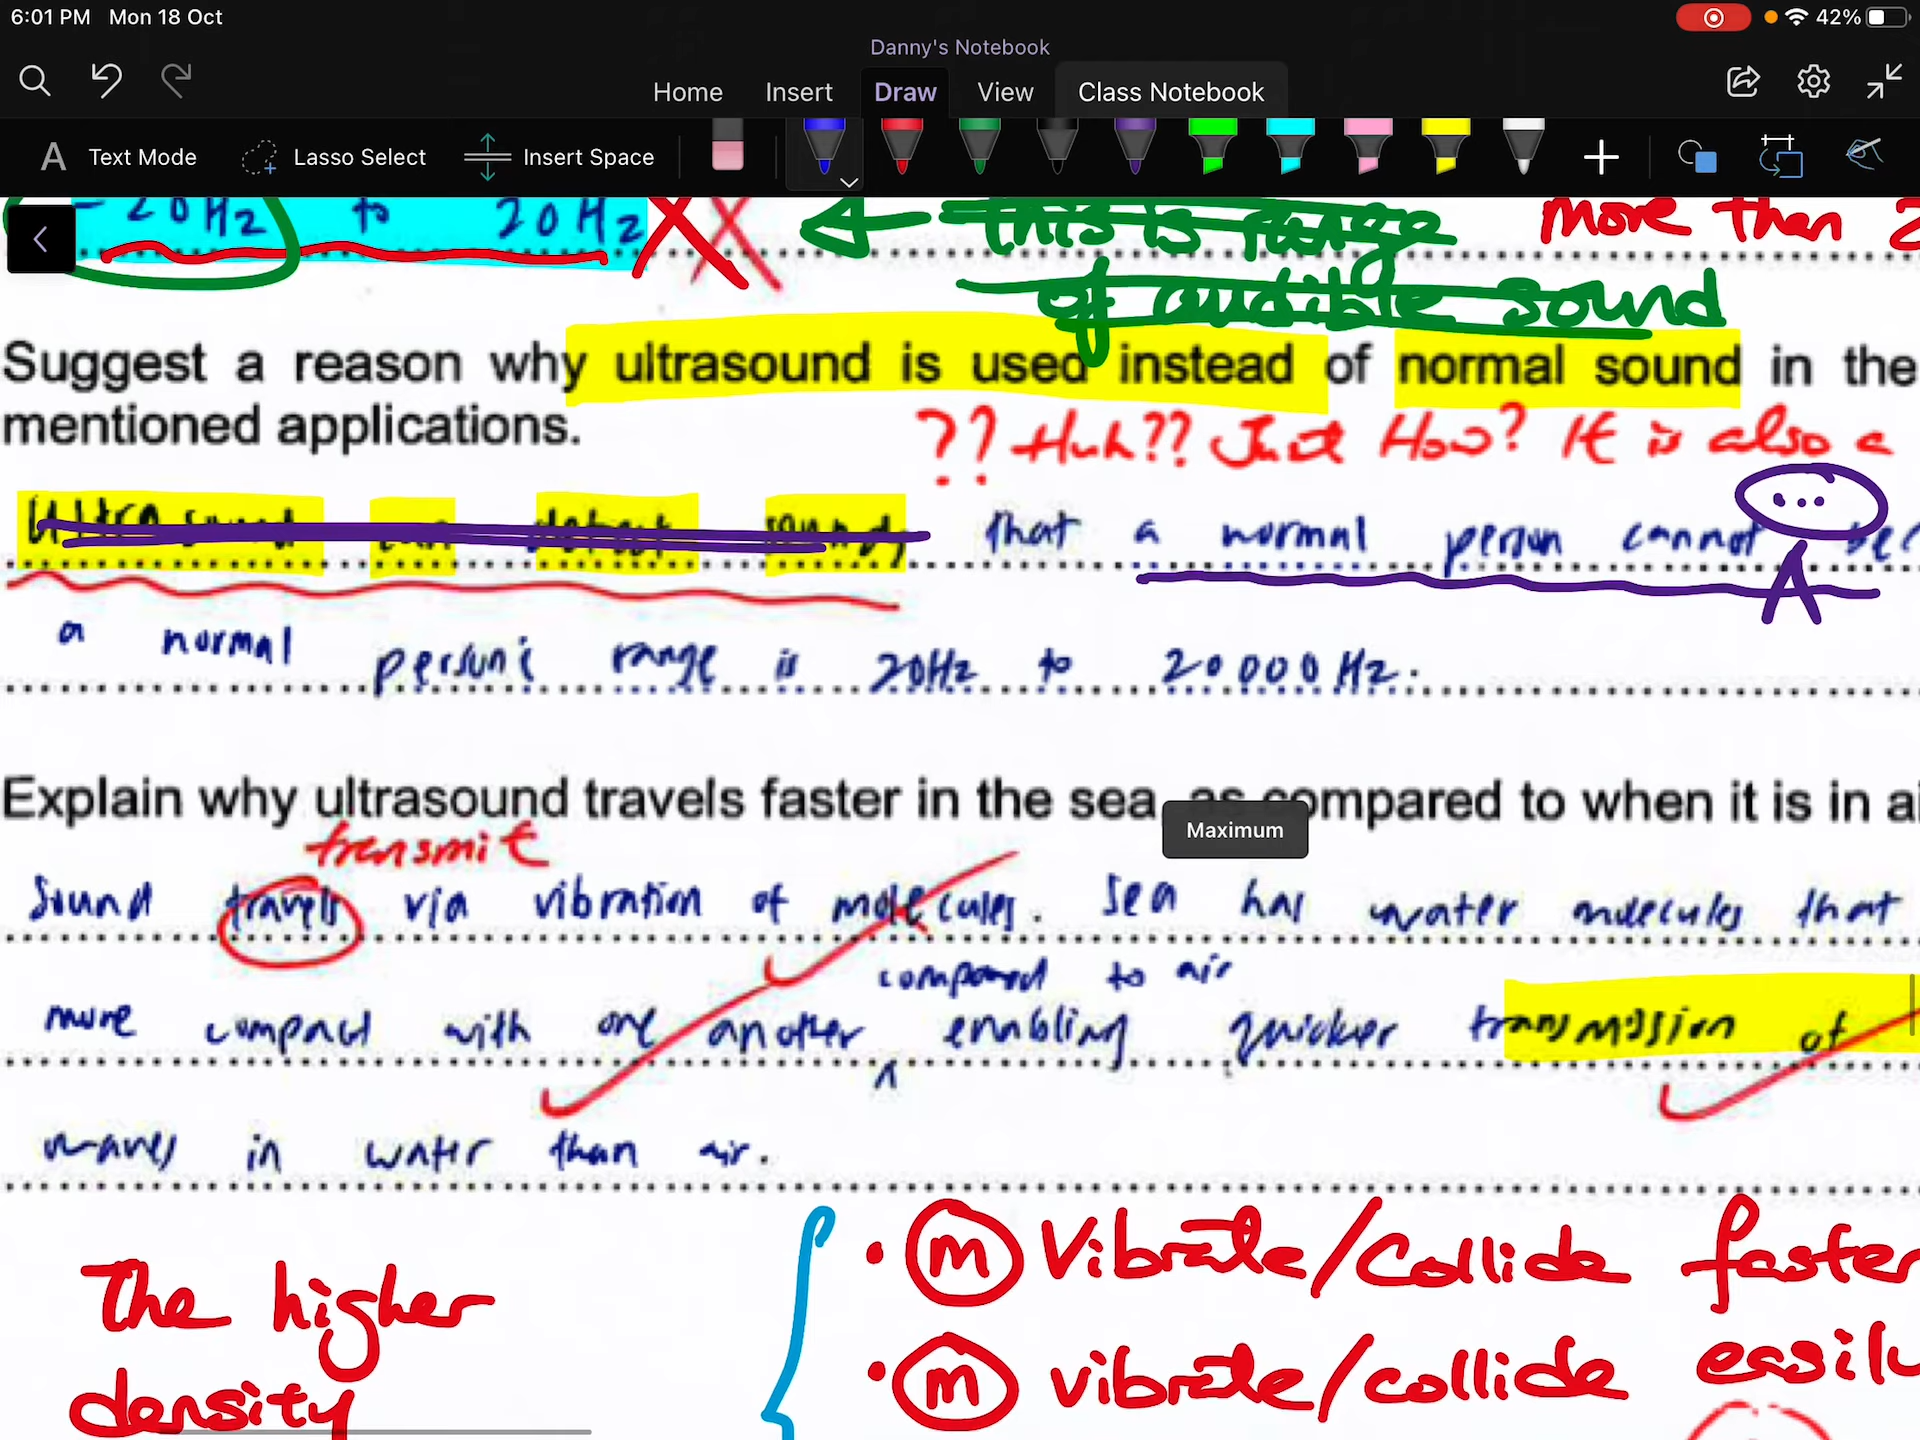 6:01 PM Mon 18 Oct
42%
Danny's Notebook
Home Insert Draw View Class Notebook
A Text Mode Lasso Select Insert Space
-20Hz to 20Hz
this is range
more than 2
of audible sound
Suggest a reason why ultrasound is used instead of normal sound in the
mentioned applications.
?? Huh?? Just How? It is also a
...
Ultrasound can detect sounds that a normal person cannot
A
a normal person's range is 20Hz to 20000Hz.
Explain why ultrasound travels faster in the sea as compared to when it is in ai
Maximum
transmit
Sound travels via vibration of molecules. Sea has water molecules that
compared to air
more compact with one another enabling quicker transmission of
waves in water than air.
The higher
density
• m Vibrate/Collide faster
• m vibrate/collide easily